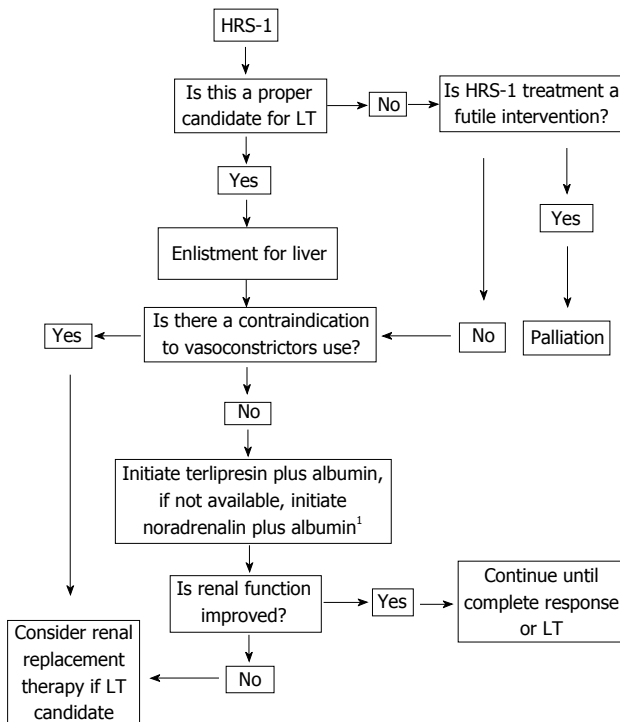 HRS-1
Is this a proper
candidate for LT
No
Is HRS-1 treatment a
futile intervention?
Yes
Yes
Enlistment for liver
Is there a contraindication
to vasoconstrictors use?
Yes
No
Palliation
No
Initiate terlipresin plus albumin,
if not available, initiate
noradrenalin plus albumin¹
Is renal function
improved?
Yes
Continue until
complete response
or LT
No
Consider renal
replacement
therapy if LT
candidate